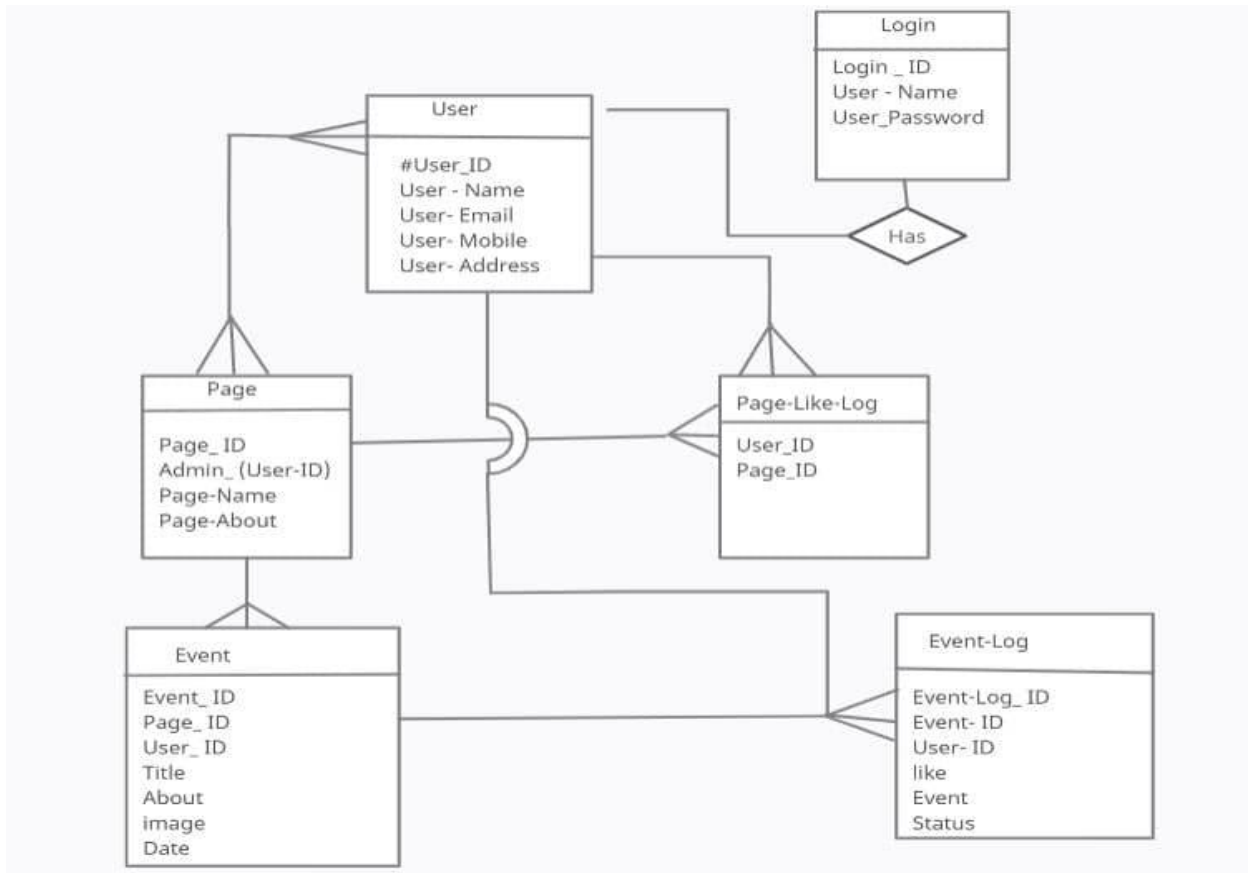 Login
Login _ ID
User - Name
User_Password
User
#User_ID
User - Name
User- Email
User- Mobile
User- Address
Has
Page
Page_ ID
Admin_ (User-ID)
Page-Name
Page-About
Page-Like-Log
User_ID
Page_ID
Event
Event_ ID
Page_ ID
User_ ID
Title
About
image
Date
Event-Log
Event-Log_ ID
Event- ID
User- ID
like
Event
Status